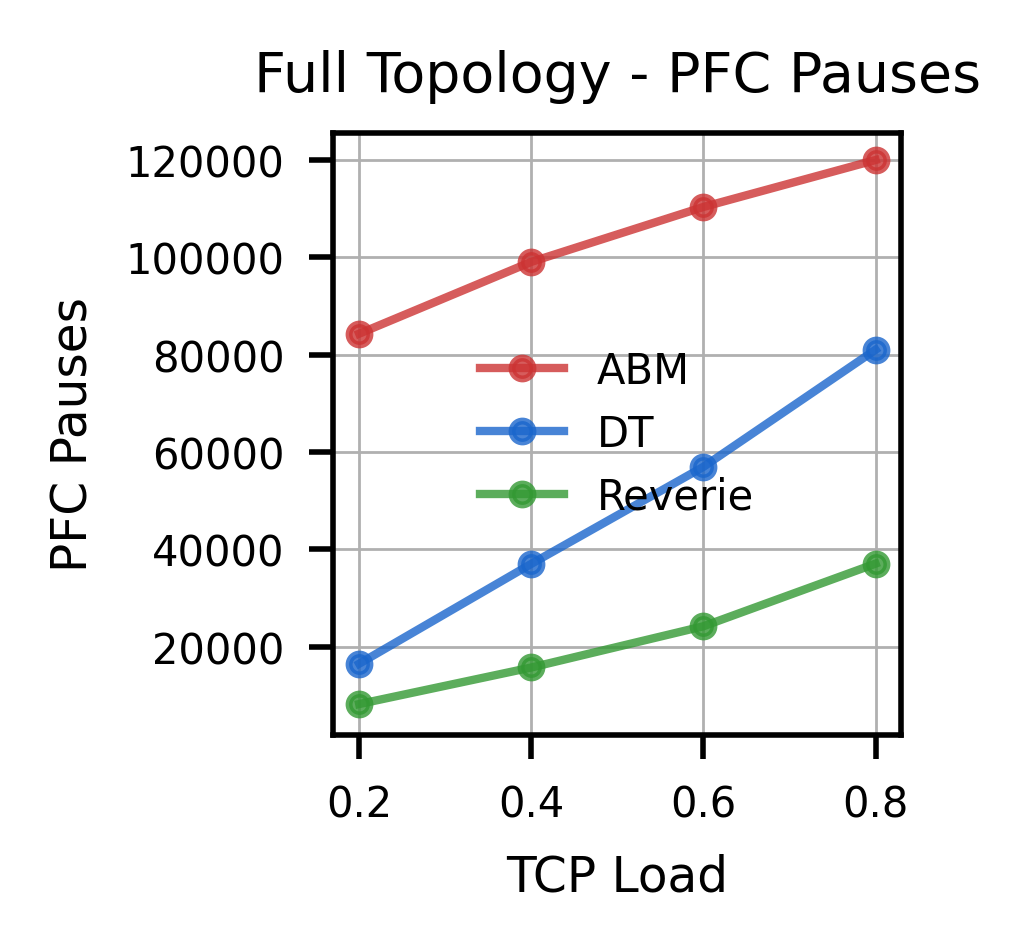 Full Topology - PFC Pauses
PFC Pauses
120000
100000
80000
60000
40000
20000
ABM
DT
Reverie
0.2 0.4 0.6 0.8
TCP Load